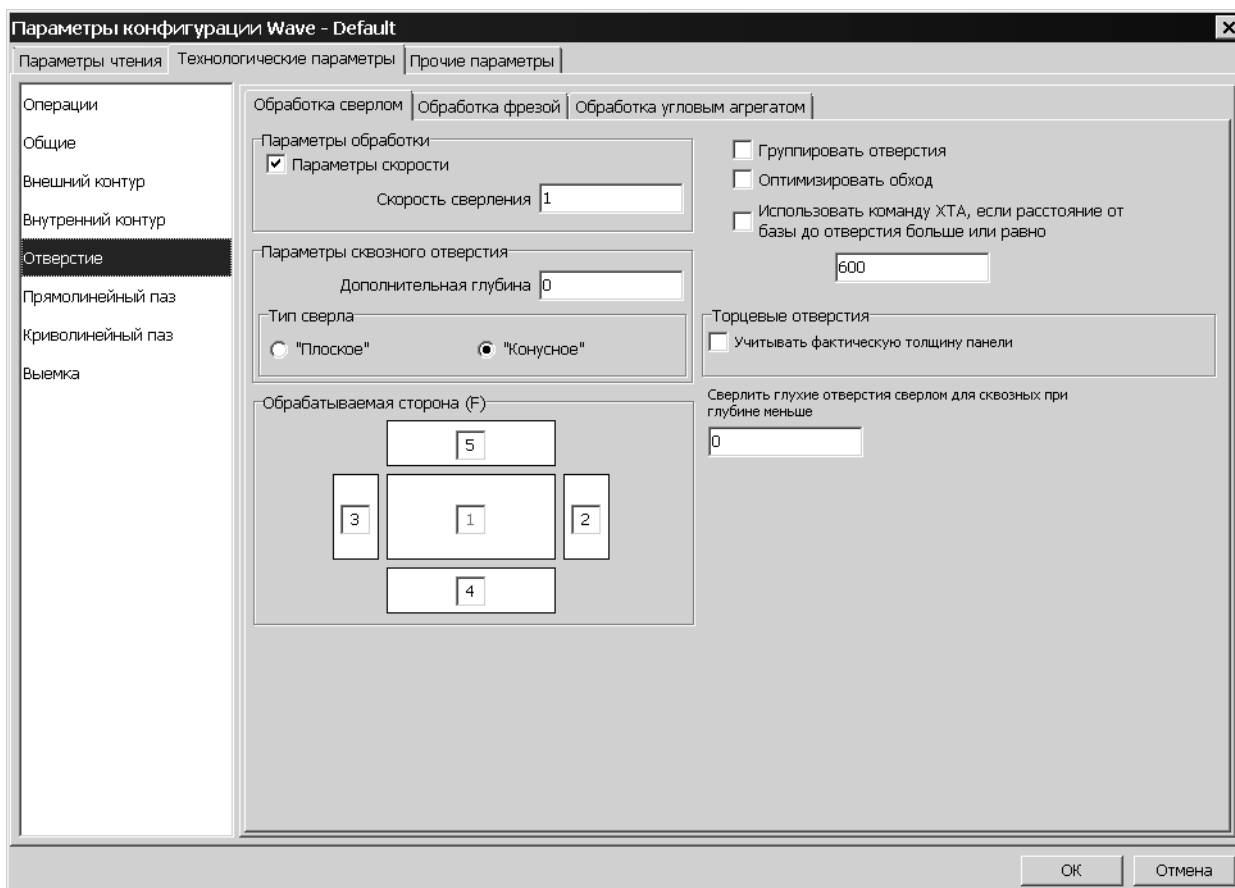 Параметры конфигурации Wave - Default
Параметры чтения
Технологические параметры
Прочие параметры
Операции
Общие
Внешний контур
Внутренний контур
Отверстие
Прямолинейный паз
Криволинейный паз
Выемка
Обработка сверлом
Обработка фрезой
Обработка угловым агрегатом
Параметры обработки
Параметры скорости
Скорость сверления
1
Параметры сквозного отверстия
Дополнительная глубина
0
Тип сверла
"Плоское"
"Конусное"
Обрабатываемая сторона (F)
5
3
1
2
4
Группировать отверстия
Оптимизировать обход
Использовать команду XTA, если расстояние от
базы до отверстия больше или равно
600
Торцевые отверстия
Учитывать фактическую толщину панели
Сверлить глухие отверстия сверлом для сквозных при
глубине меньше
0
ОК
Отмена